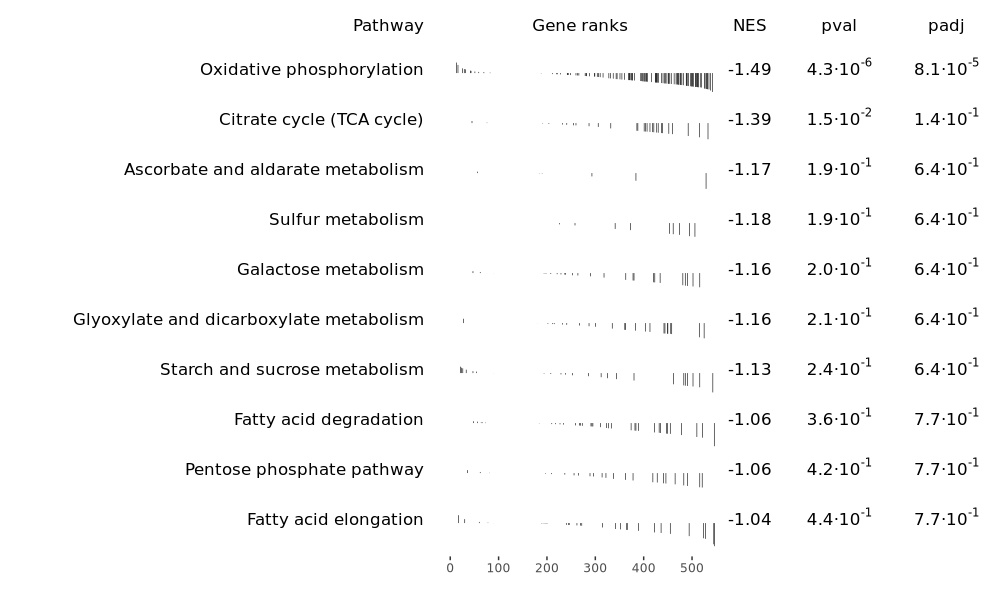 Pathway Gene ranks NES pval padj
Oxidative phosphorylation -1.49 4.3·10⁻⁶ 8.1·10⁻⁵
Citrate cycle (TCA cycle) -1.39 1.5·10⁻² 1.4·10⁻¹
Ascorbate and aldarate metabolism -1.17 1.9·10⁻¹ 6.4·10⁻¹
Sulfur metabolism -1.18 1.9·10⁻¹ 6.4·10⁻¹
Galactose metabolism -1.16 2.0·10⁻¹ 6.4·10⁻¹
Glyoxylate and dicarboxylate metabolism -1.16 2.1·10⁻¹ 6.4·10⁻¹
Starch and sucrose metabolism -1.13 2.4·10⁻¹ 6.4·10⁻¹
Fatty acid degradation -1.06 3.6·10⁻¹ 7.7·10⁻¹
Pentose phosphate pathway -1.06 4.2·10⁻¹ 7.7·10⁻¹
Fatty acid elongation -1.04 4.4·10⁻¹ 7.7·10⁻¹
0 100 200 300 400 500